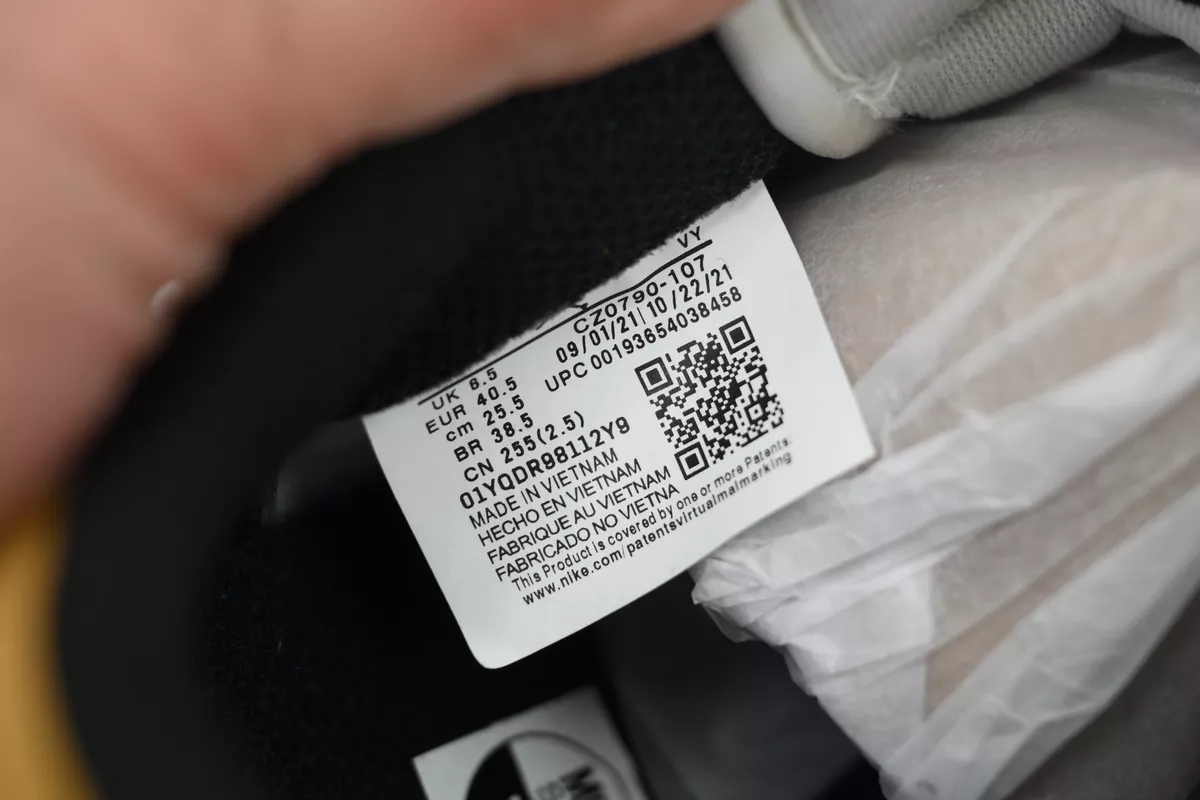 VY
CZ0790-107
09/01/21 | 10/22/21
UPC 00193654038458
UK 6.5
EUR 40.5
cm 25.5
BR 38.5
CN 255(2.5)
01YQDR98112Y9
MADE IN VIETNAM
HECHO EN VIETNAM
FABRIQUE AU VIETNAM
FABRICADO NO VIETNA
This Product is covered by one or more Patents:
www.nike.com/patentsvirtualmalmarking